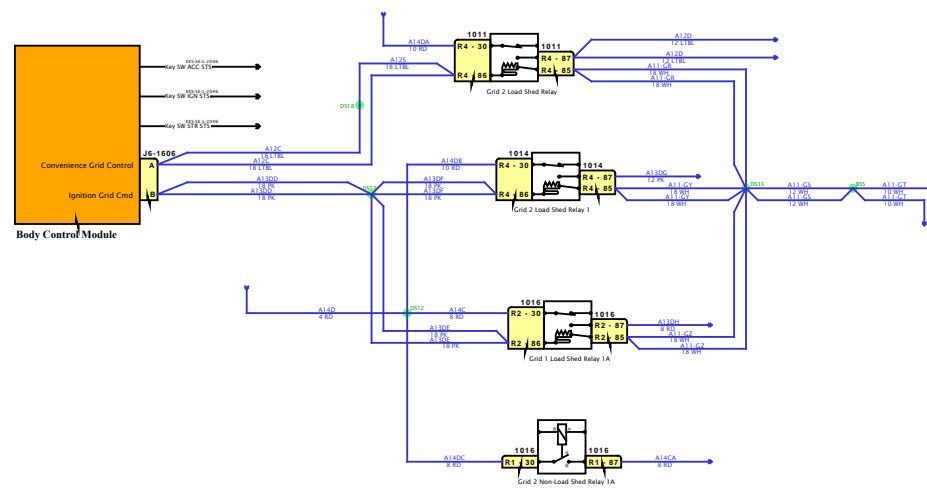 1011
A14DA
10 RD
R4 - 30
1011
A12D
12 LTBL
A12S
18 LTBL
R4 - 87
A12D
12 LTBL
R4 86
R4 - 85
A11-GR
18 WH
A11-GR
18 WH
Grid 2 Load Shed Relay
EES-SE-L-2046
Key SW ACC STS
EES-SE-L-2046
Key SW IGN STS
DS18
EES-SE-L-2046
Key SW STR STS
J6-1606
A12C
18 LTBL
Convenience Grid Control
A
A12C
18 LTBL
1014
A14DB
10 RD
R4 - 30
1014
A13DG
12 PK
A13DD
18 PK
A13DF
18 PK
R4 - 87
Ignition Grid Cmd
B
A13DD
18 PK
A13DF
18 PK
R4 86
R4 85
A11-GY
18 WH
A11-GY
18 WH
DS33
A11-GS
12 WH
A11-GS
12 WH
A11-GT
10 WH
A11-GT
10 WH
Grid 2 Load Shed Relay 1
Body Control Module
1016
A14D
4 RD
DS12
A14C
8 RD
R2 - 30
1016
A13DH
8 RD
R2 - 87
A13DE
18 PK
A13DE
18 PK
R2 86
R2 85
A11-GZ
18 WH
A11-GZ
18 WH
Grid 1 Load Shed Relay 1A
1016
1016
A14DC
8 RD
R1 30
R1 - 87
A14CA
8 RD
Grid 2 Non-Load Shed Relay 1A